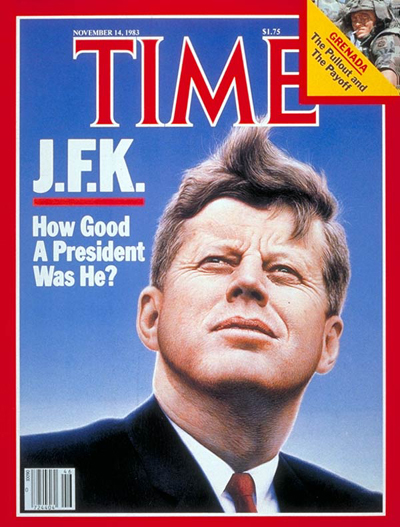 NOVEMBER 14, 1983
$1.75
TIME
GRENADA
The Pullout and
The Payoff
J.F.K.
How Good
A President
Was He?